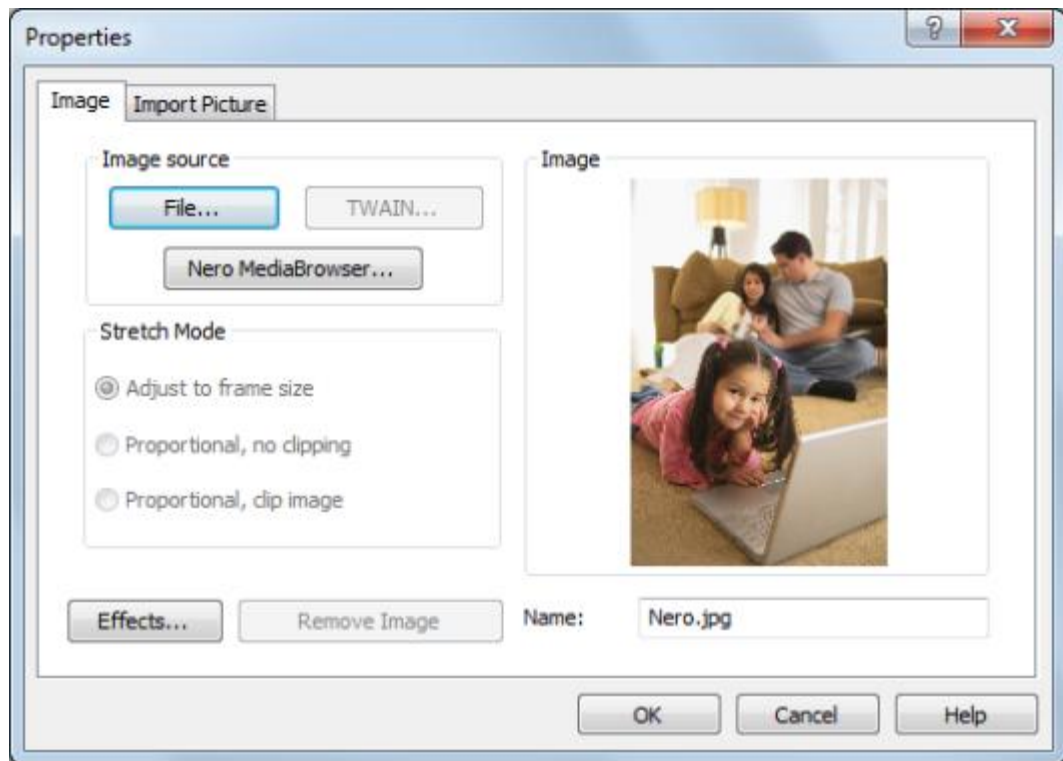 Properties
?
X
Image
Import Picture
Image source
File...
TWAIN...
Nero MediaBrowser...
Stretch Mode
Adjust to frame size
Proportional, no clipping
Proportional, clip image
Image
Effects...
Remove Image
Name:
Nero.jpg
OK
Cancel
Help